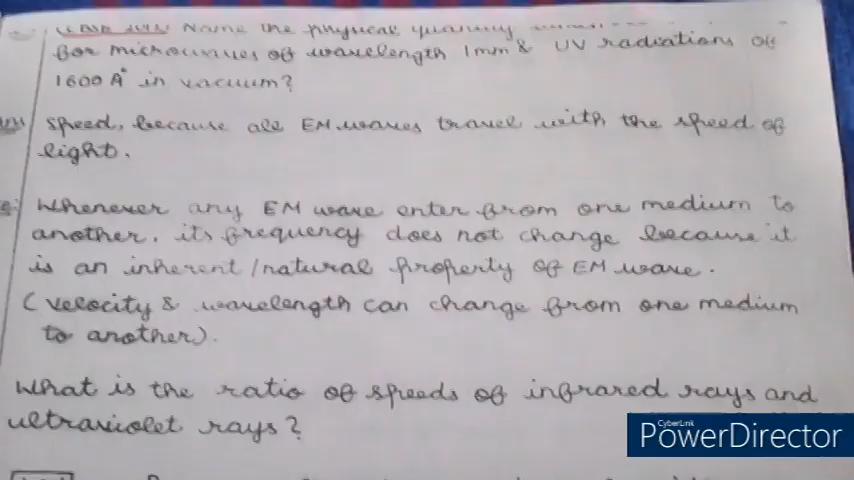 Name the physical quantity
for microwaves of wavelength 1mm & UV radiations of
1600 A° in vacuum?
Speed, because all EM waves travel with the speed of
light.
Whenever any EM wave enter from one medium to
another, its frequency does not change because it
is an inherent/natural property of EM wave.
(velocity & wavelength can change from one medium
to another).
What is the ratio of speeds of infrared rays and
ultraviolet rays?
CyberLink
PowerDirector